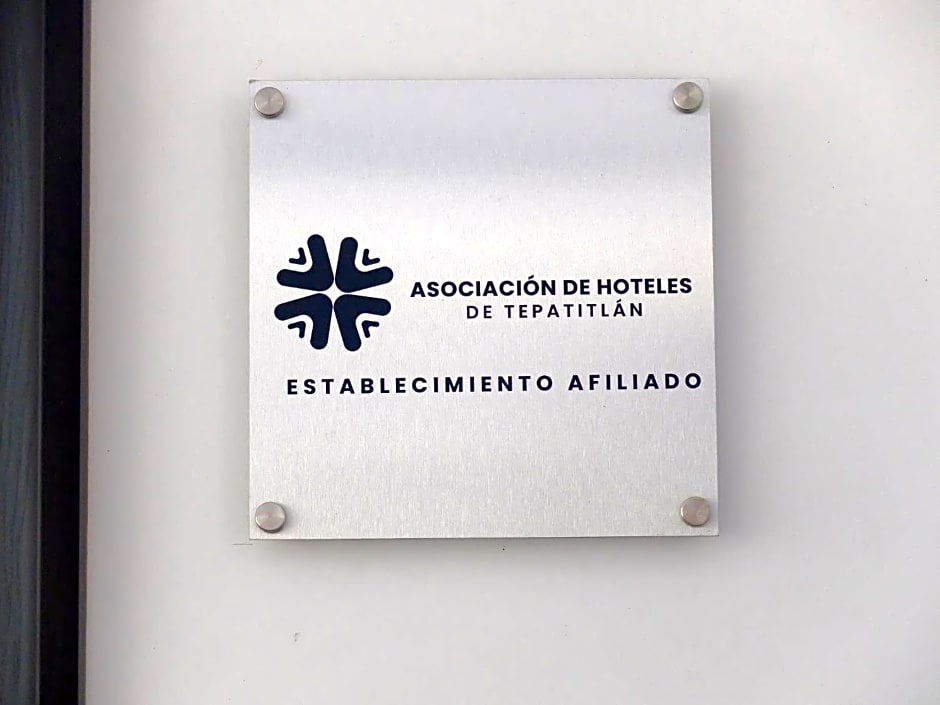 ASOCIACIÓN DE HOTELES
DE TEPATITLÁN
ESTABLECIMIENTO AFILIADO